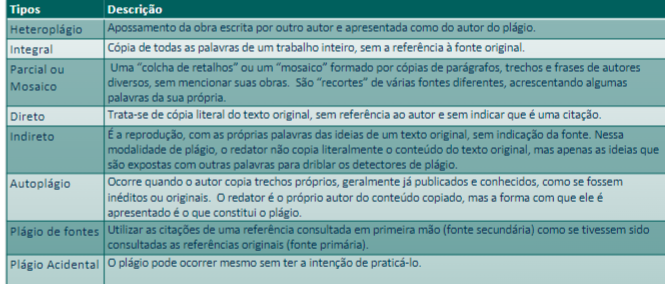 Tipos Descrição
Heteroplágio Apossamento da obra escrita por outro autor e apresentada como do autor do plágio.
Integral Cópia de todas as palavras de um trabalho inteiro, sem a referência à fonte original.
Parcial ou Mosaico Uma “colcha de retalhos” ou um “mosaico” formado por cópias de parágrafos, trechos e frases de autores
diversos, sem mencionar suas obras. São “recortes” de várias fontes diferentes, acrescentando algumas
palavras da sua própria.
Direto Trata-se de cópia literal do texto original, sem referência ao autor e sem indicar que é uma citação.
Indireto É a reprodução, com as próprias palavras das ideias de um texto original, sem indicação da fonte. Nessa
modalidade de plágio, o redator não copia literalmente o conteúdo do texto original, mas apenas as ideias que
são expostas com outras palavras para driblar os detectores de plágio.
Autoplágio Ocorre quando o autor copia trechos próprios, geralmente já publicados e conhecidos, como se fossem
inéditos ou originais. O redator é o próprio autor do conteúdo copiado, mas a forma com que ele é
apresentado é o que constitui o plágio.
Plágio de fontes Utilizar as citações de uma referência consultada em primeira mão (fonte secundária) como se tivessem sido
consultadas as referências originais (fonte primária).
Plágio Acidental O plágio pode ocorrer mesmo sem ter a intenção de praticá-lo.